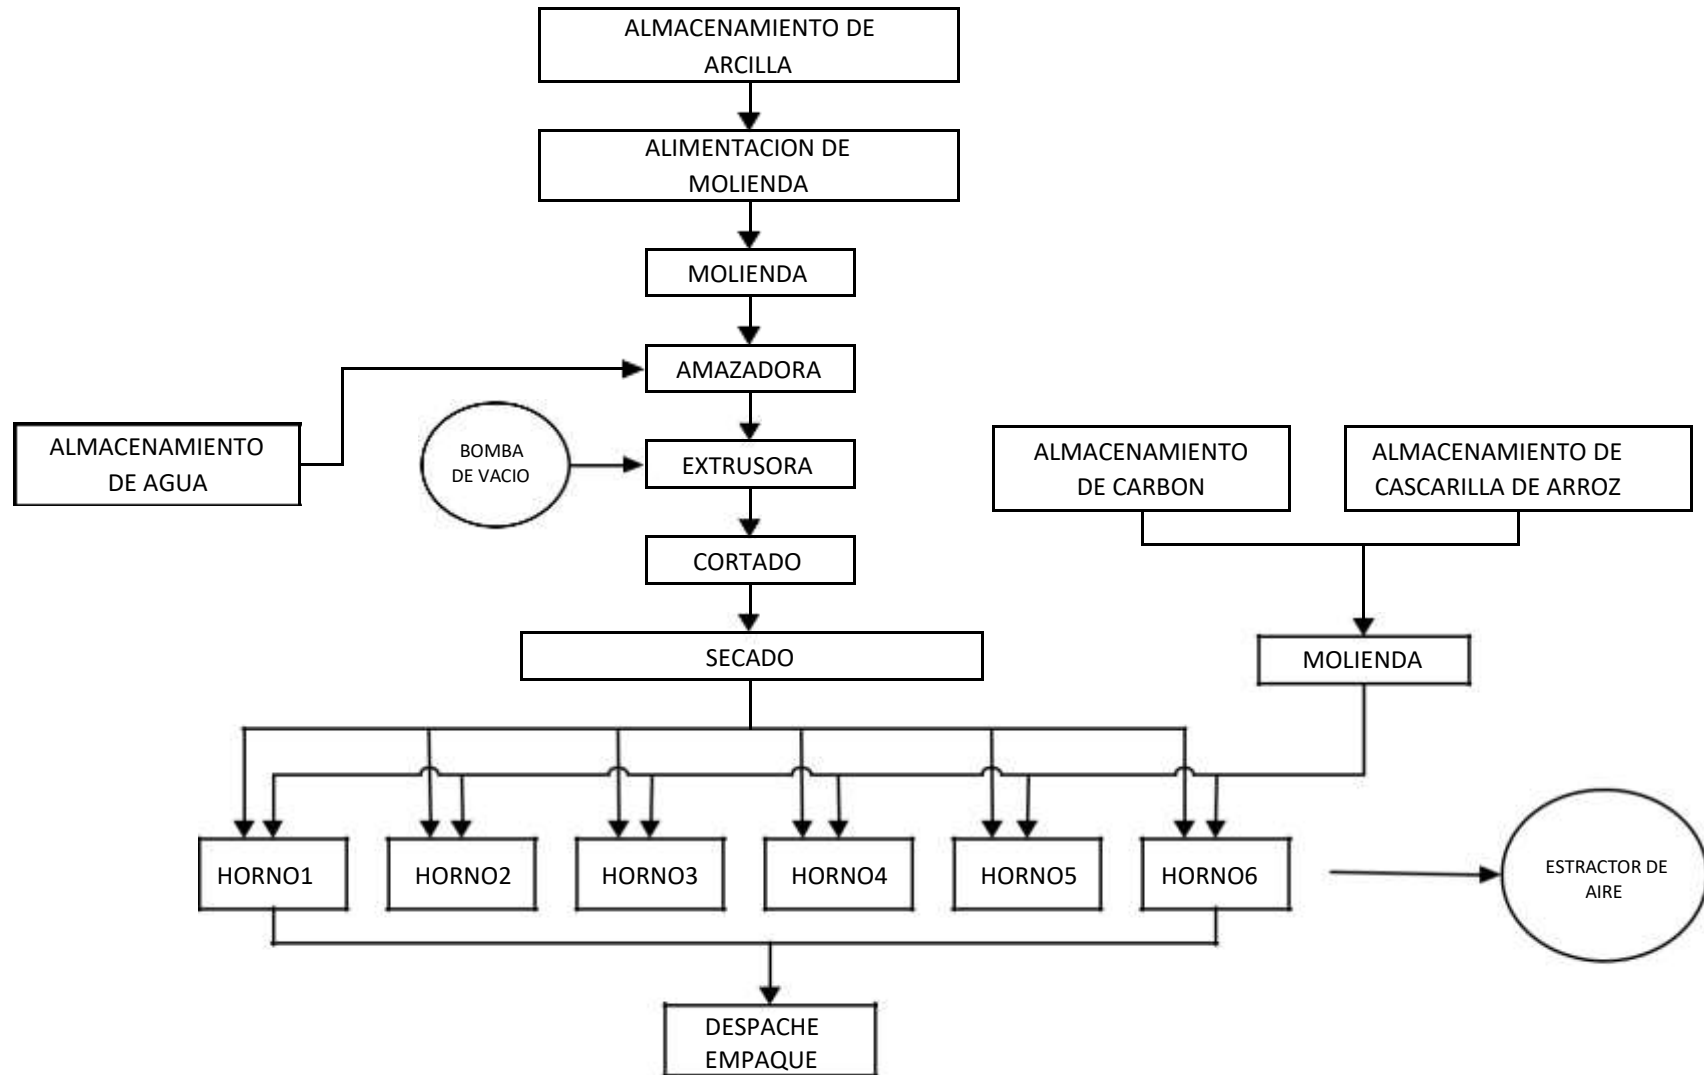 ALMACENAMIENTO DE
ARCILLA
ALIMENTACION DE
MOLIENDA
MOLIENDA
AMAZADORA
ALMACENAMIENTO
DE AGUA
BOMBA
DE VACIO
EXTRUSORA
ALMACENAMIENTO
DE CARBON
ALMACENAMIENTO DE
CASCARILLA DE ARROZ
CORTADO
SECADO
MOLIENDA
HORNO1
HORNO2
HORNO3
HORNO4
HORNO5
HORNO6
ESTRACTOR DE
AIRE
DESPACHE
EMPAQUE